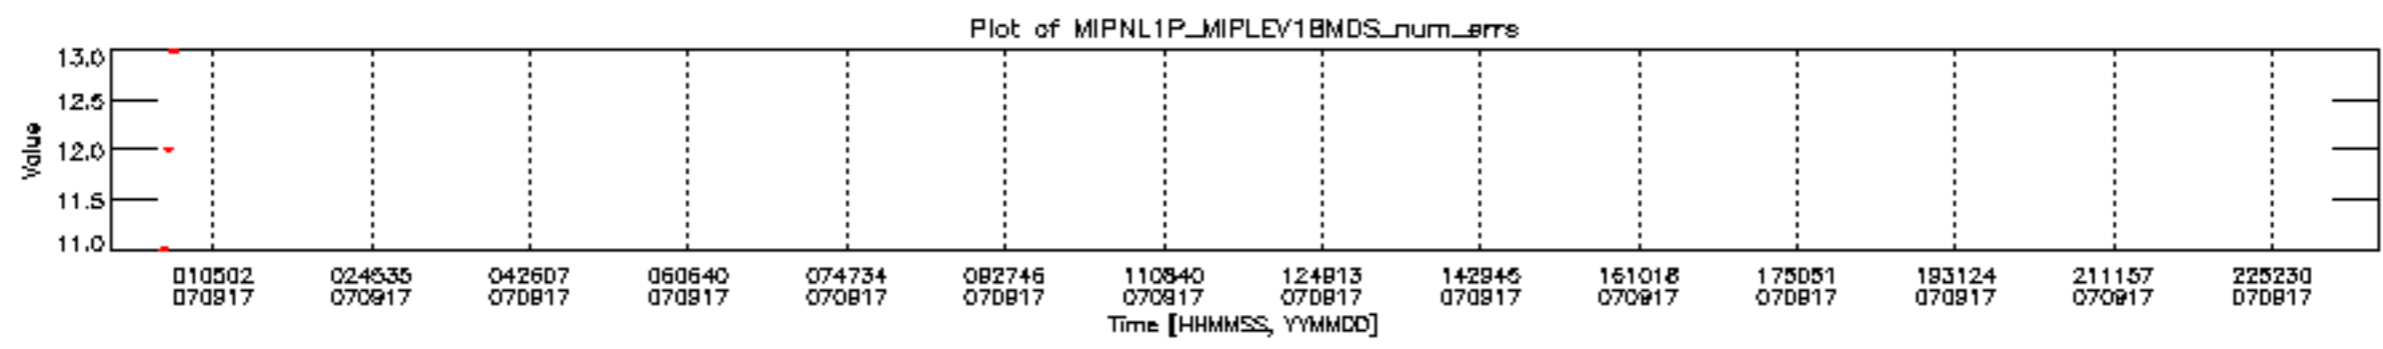 Plot of MIPNL1P_MIPLEV1BMDS_num_errs
Value
13.0
12.5
12.0
11.5
11.0
010502 024535 042607 060640 074734 092746 110840 124913 142946 161018 175051 193124 211157 225230
070917 070917 070917 070917 070917 070917 070917 070917 070917 070917 070917 070917 070917 070917
Time [HHMMSS, YYMMDD]